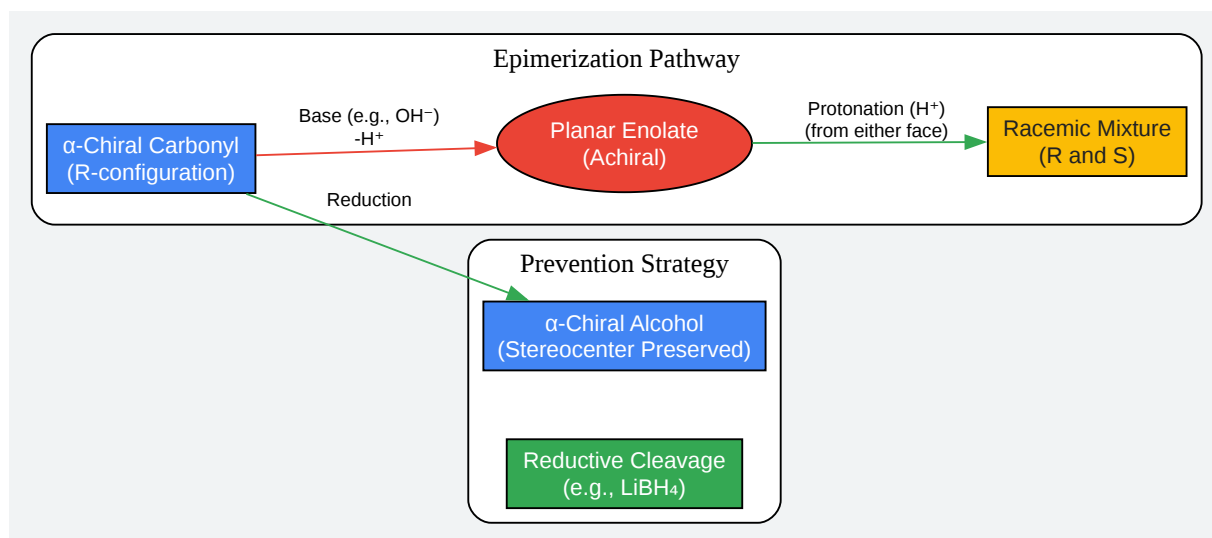 Epimerization Pathway
α-Chiral Carbonyl
(R-configuration)
Base (e.g., OH⁻)
-H⁺
Planar Enolate
(Achiral)
Protonation (H⁺)
(from either face)
Racemic Mixture
(R and S)
Reduction
Prevention Strategy
α-Chiral Alcohol
(Stereocenter Preserved)
Reductive Cleavage
(e.g., LiBH₄)